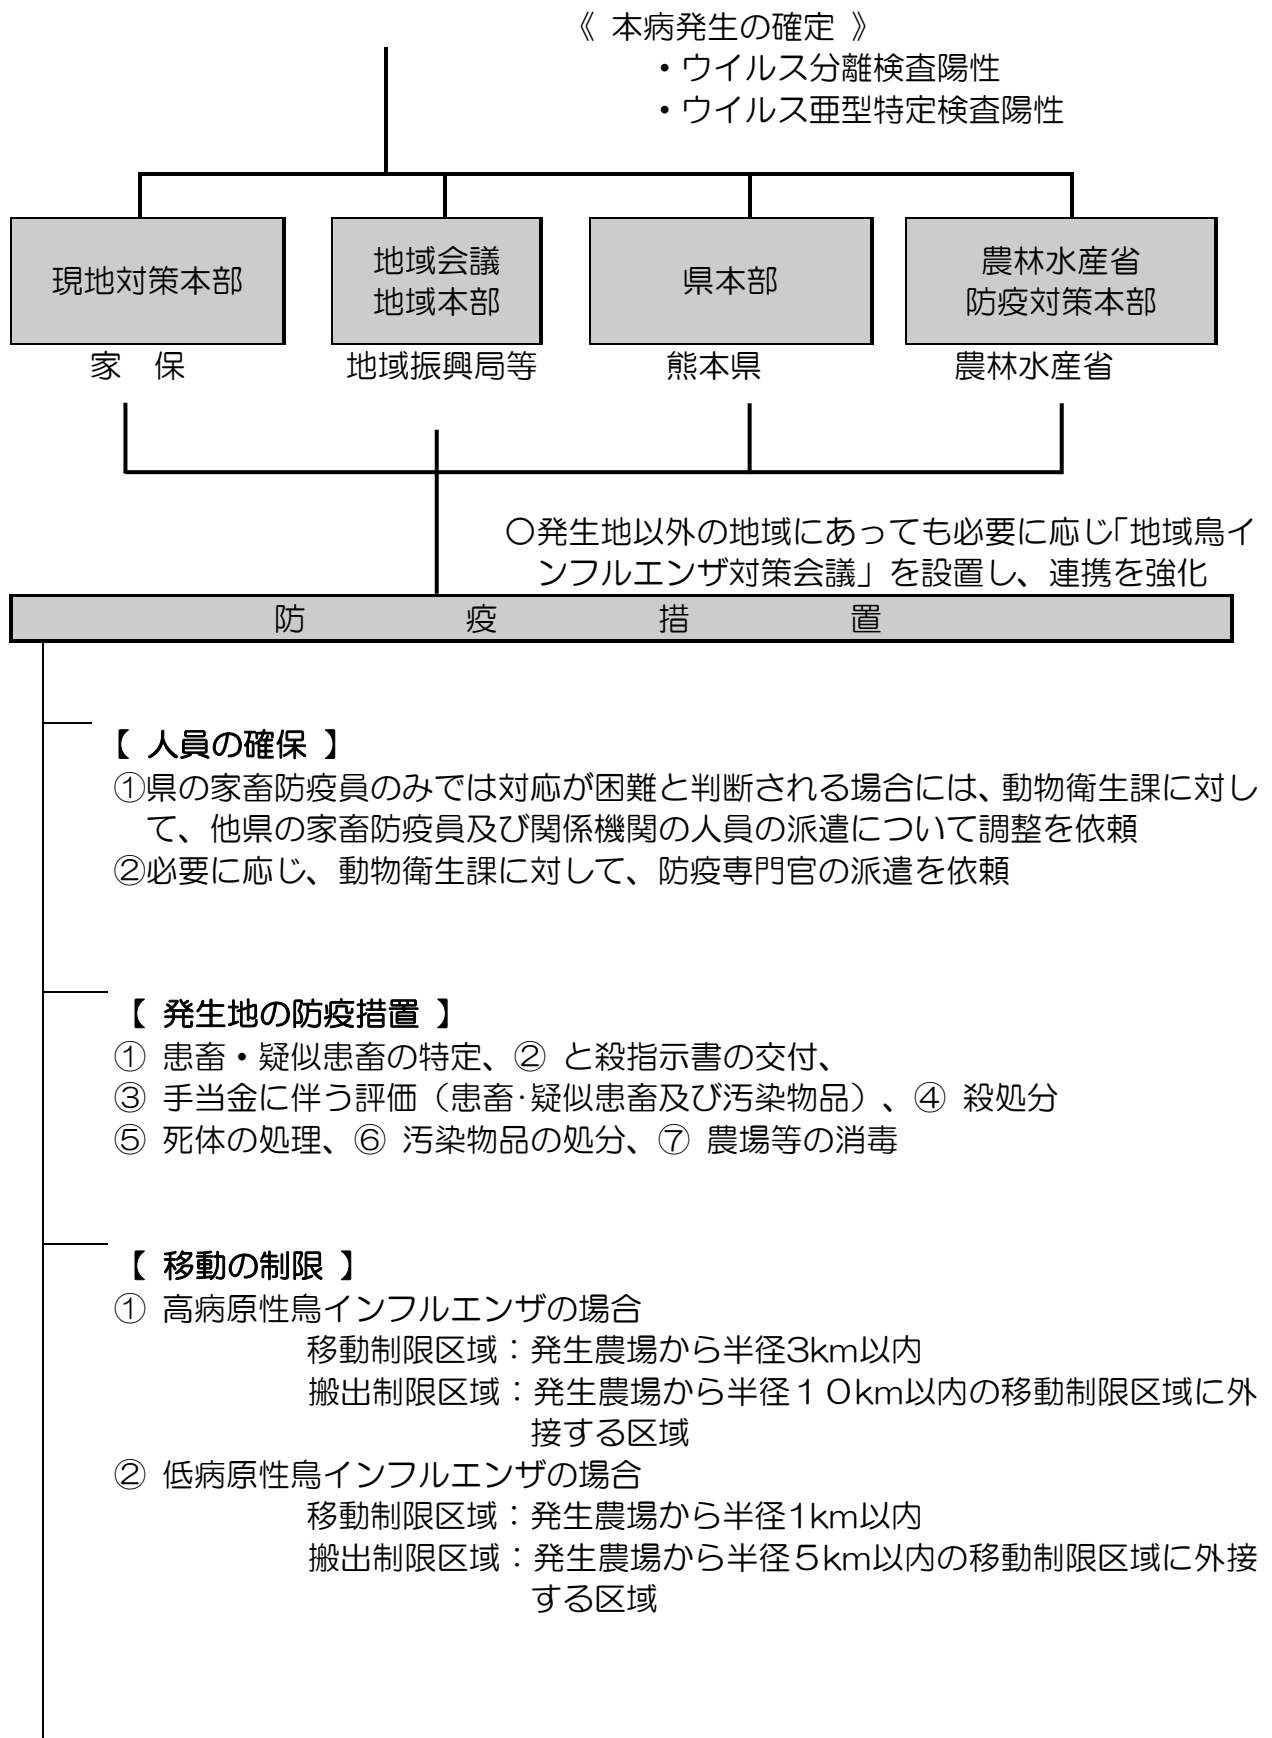 《 本病発生の確定 》
・ウイルス分離検査陽性
・ウイルス亜型特定検査陽性
現地対策本部
地域会議
地域本部
県本部
農林水産省
防疫対策本部
家 保
地域振興局等
熊本県
農林水産省
〇発生地以外の地域にあっても必要に応じ「地域鳥イ
ンフルエンザ対策会議」を設置し、連携を強化
防 疫 措 置
【 人員の確保 】
①県の家畜防疫員のみでは対応が困難と判断される場合には、動物衛生課に対し
て、他県の家畜防疫員及び関係機関の人員の派遣について調整を依頼
②必要に応じ、動物衛生課に対して、防疫専門官の派遣を依頼
【 発生地の防疫措置 】
① 患畜・疑似患畜の特定、② と殺指示書の交付、
③ 手当金に伴う評価（患畜・疑似患畜及び汚染物品）、④ 殺処分
⑤ 死体の処理、⑥ 汚染物品の処分、⑦ 農場等の消毒
【 移動の制限 】
① 高病原性鳥インフルエンザの場合
移動制限区域：発生農場から半径3km以内
搬出制限区域：発生農場から半径１０km以内の移動制限区域に外
接する区域
② 低病原性鳥インフルエンザの場合
移動制限区域：発生農場から半径1km以内
搬出制限区域：発生農場から半径５km以内の移動制限区域に外接
する区域